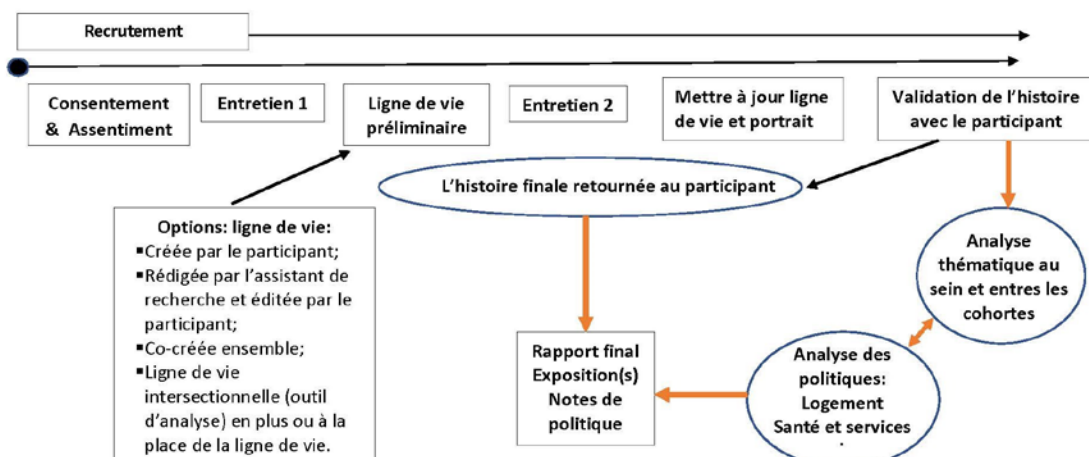 Recrutement
Consentement
& Assentiment
Entretien 1
Ligne de vie
préliminaire
Entretien 2
Mettre à jour ligne
de vie et portrait
Validation de l'histoire
avec le participant
L'histoire finale retournée au participant
Options: ligne de vie:
▪Créée par le participant;
▪Rédigée par l'assistant de
recherche et éditée par le
participant;
▪Co-créée ensemble;
▪Ligne de vie
intersectionnelle (outil
d'analyse) en plus ou à la
place de la ligne de vie.
Analyse
thématique au
sein et entres les
cohortes
Rapport final
Exposition(s)
Notes de
politique
Analyse des
politiques:
Logement
Santé et services
.